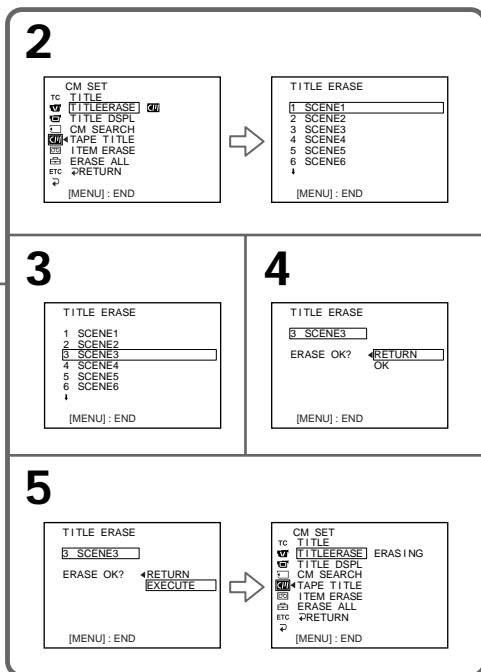 2
CM SET
TC TITLE
TITLEERASE CM
TITLE DSPL
CM SEARCH
CM TAPE TITLE
ITEM ERASE
ERASE ALL
ETC RETURN
[MENU] : END
TITLE ERASE
1 SCENE1
2 SCENE2
3 SCENE3
4 SCENE4
5 SCENE5
6 SCENE6
[MENU] : END
3
TITLE ERASE
1 SCENE1
2 SCENE2
3 SCENE3
4 SCENE4
5 SCENE5
6 SCENE6
[MENU] : END
4
TITLE ERASE
3 SCENE3
ERASE OK? RETURN
OK
[MENU] : END
5
TITLE ERASE
3 SCENE3
ERASE OK? RETURN
EXECUTE
[MENU] : END
CM SET
TC TITLE
TITLEERASE ERASING
TITLE DSPL
CM SEARCH
CM TAPE TITLE
ITEM ERASE
ERASE ALL
ETC RETURN
[MENU] : END